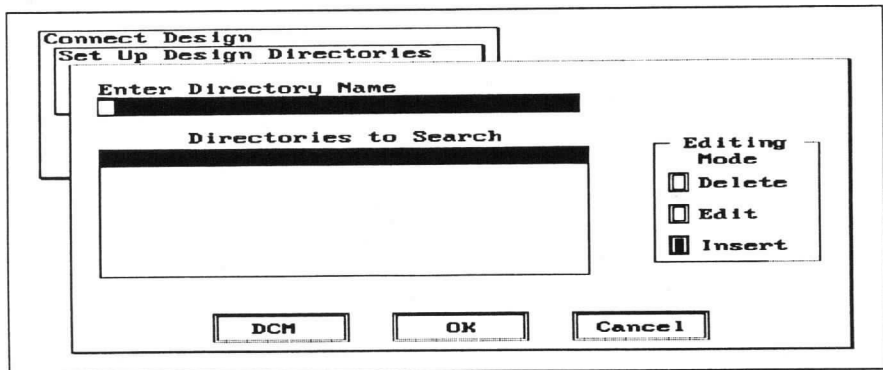 Connect Design
Set Up Design Directories
Enter Directory Name
Directories to Search
Editing
Mode
Delete
Edit
Insert
DCM
OK
Cancel